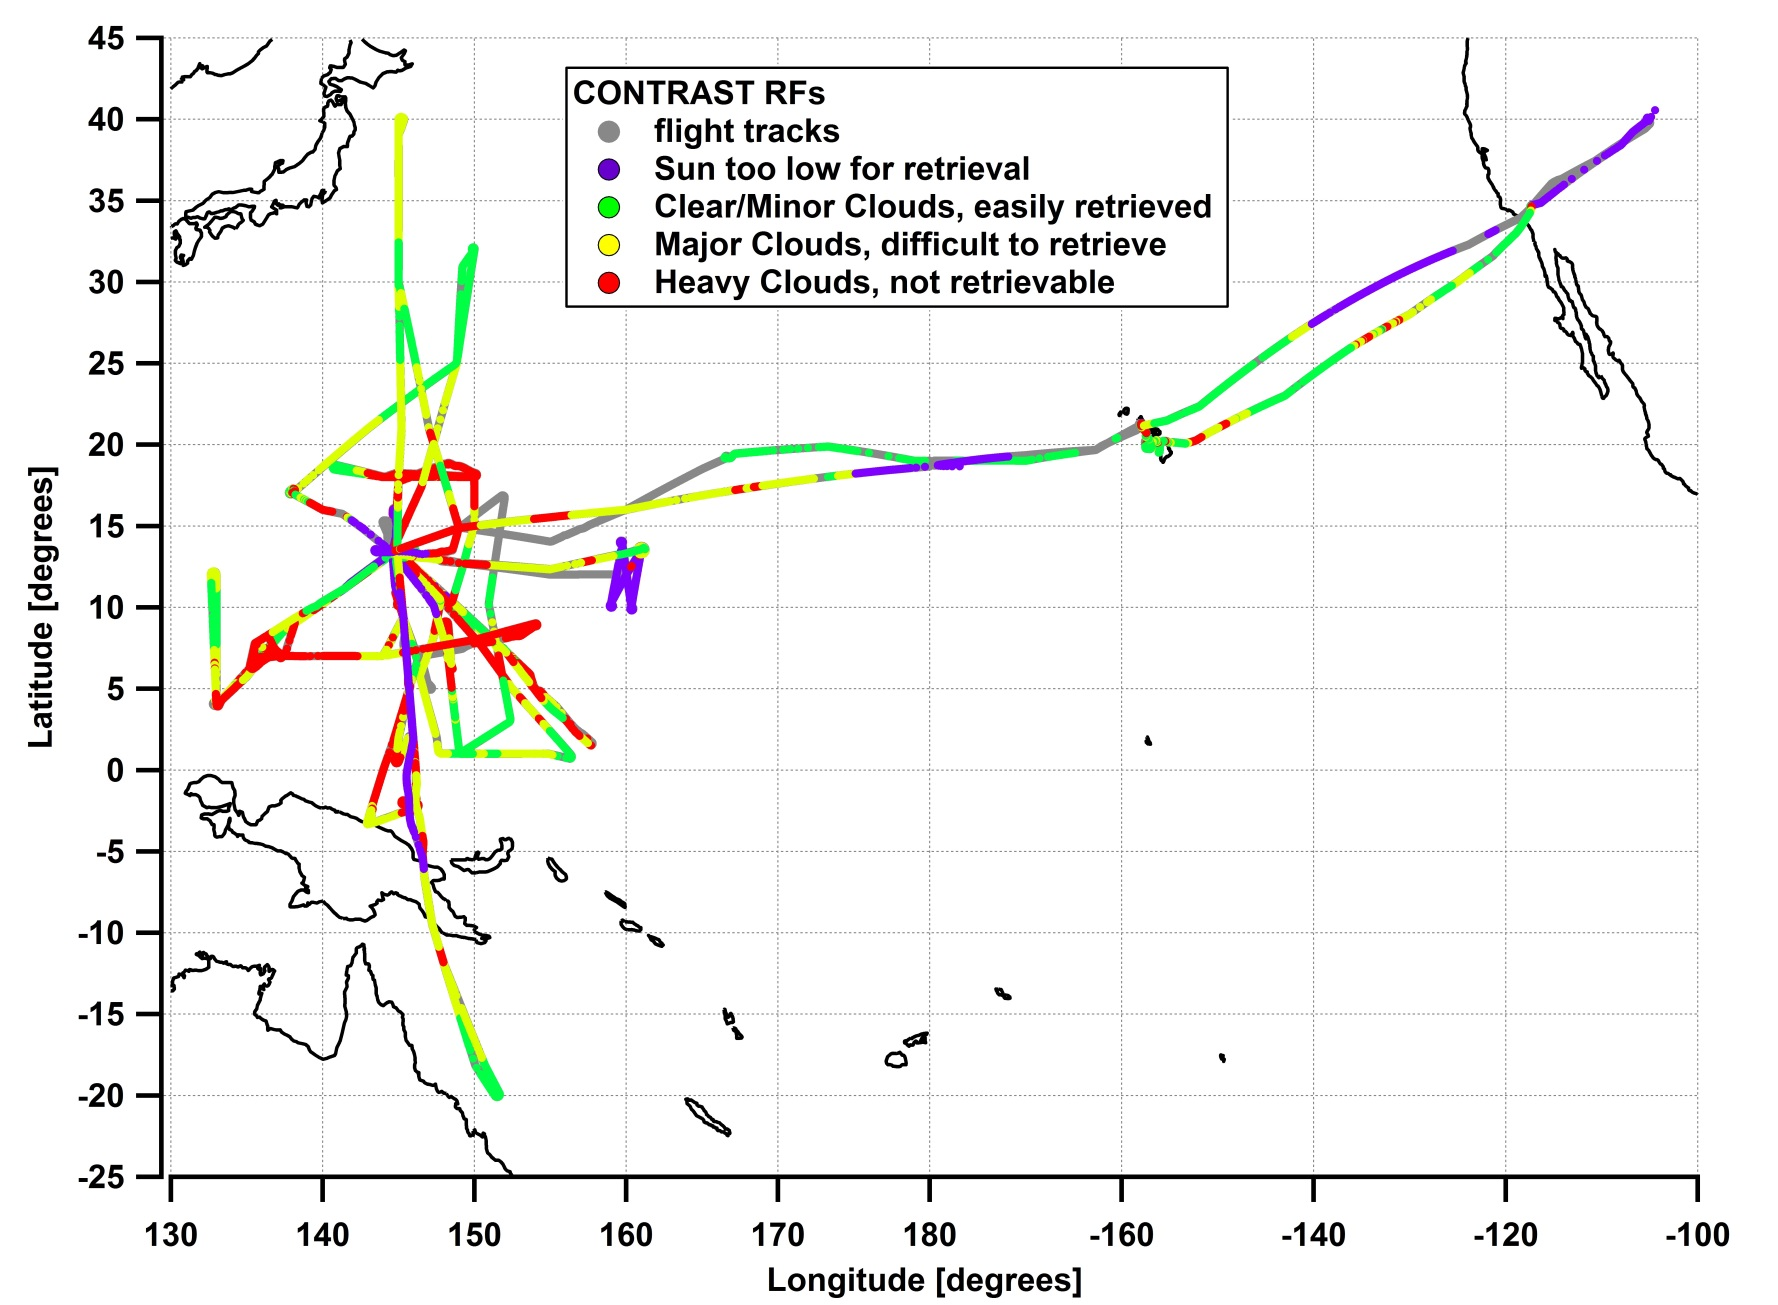 CONTRAST RFs
flight tracks
Sun too low for retrieval
Clear/Minor Clouds, easily retrieved
Major Clouds, difficult to retrieve
Heavy Clouds, not retrievable
Latitude [degrees]
45
40
35
30
25
20
15
10
5
0
-5
-10
-15
-20
-25
130 140 150 160 170 180 -160 -140 -120 -100
Longitude [degrees]